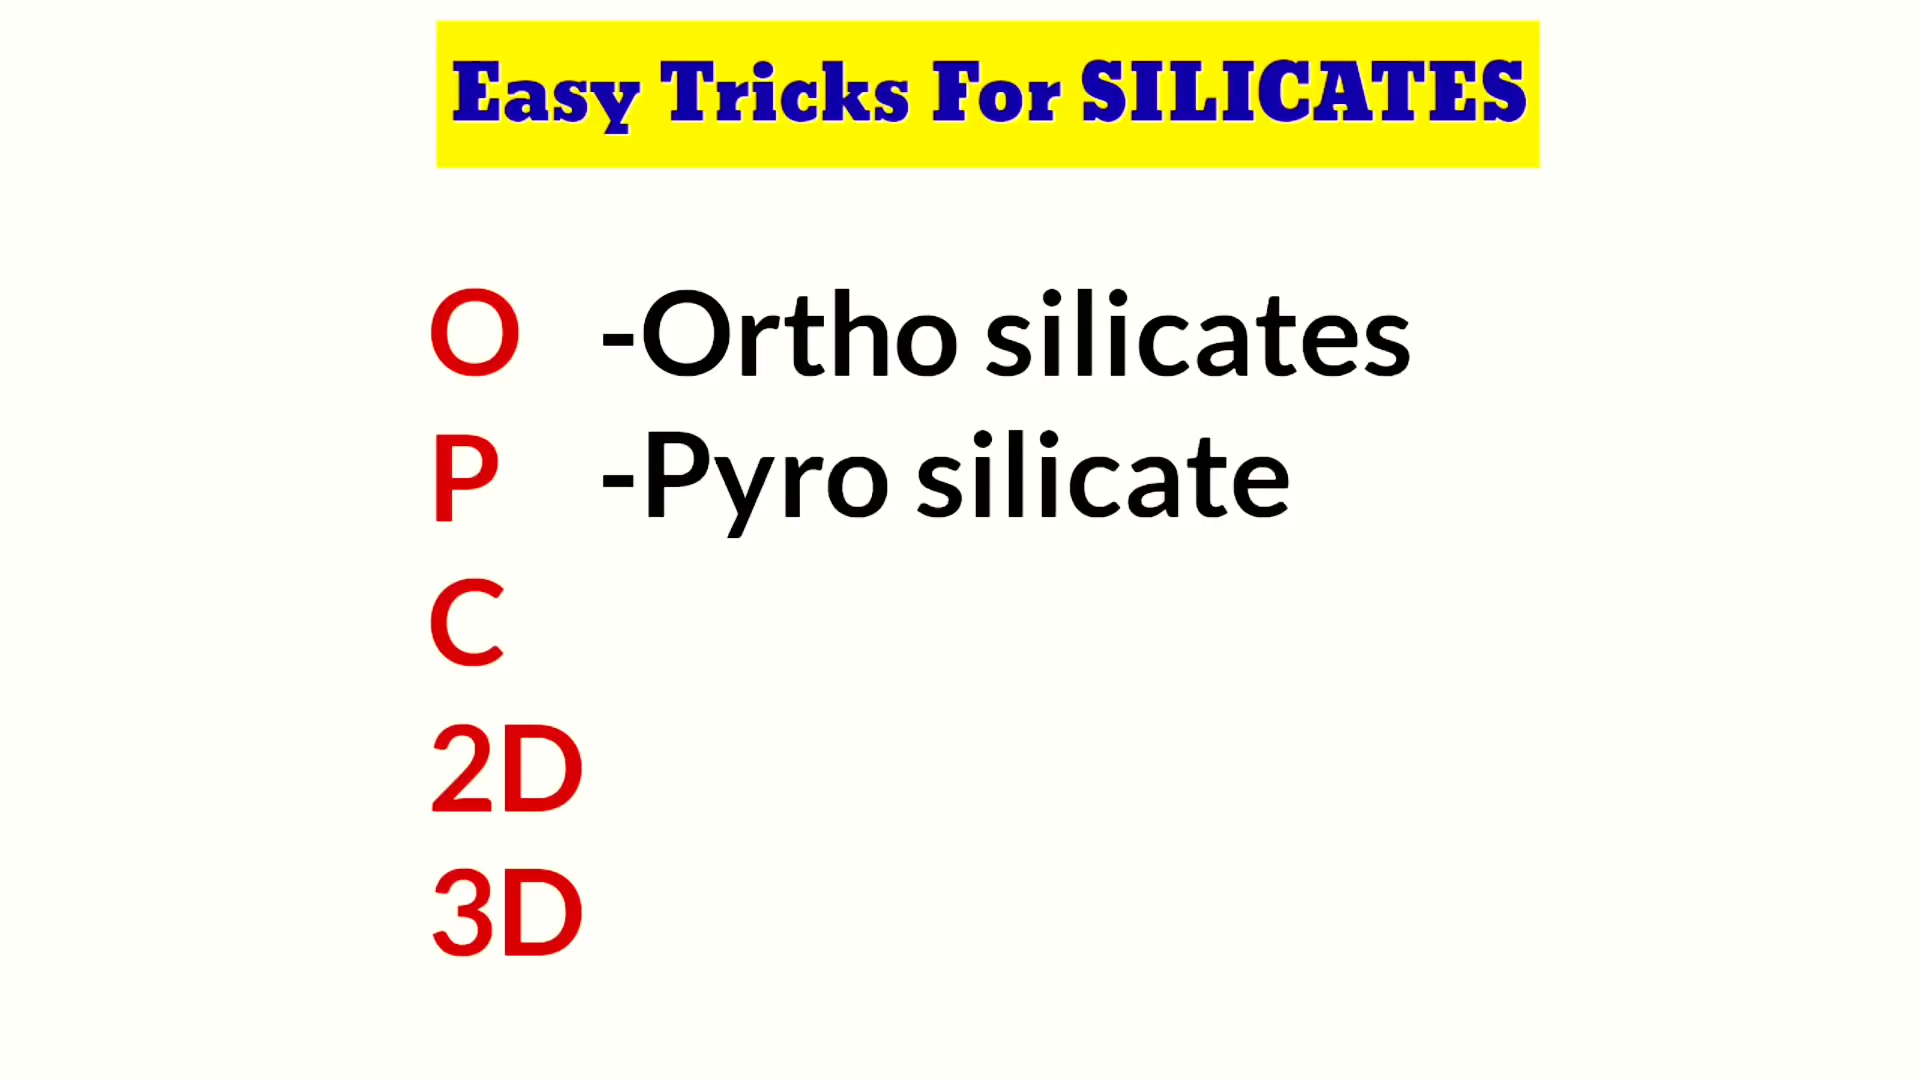 Easy Tricks For SILICATES
O -Ortho silicates
P -Pyro silicate
C
2D
3D